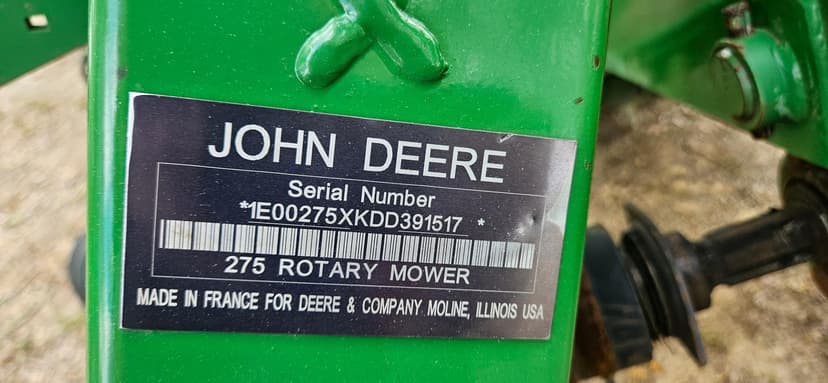 JOHN DEERE
Serial Number
*1E00275XKDD391517 *
275 ROTARY MOWER
MADE IN FRANCE FOR DEERE & COMPANY MOLINE, ILLINOIS USA